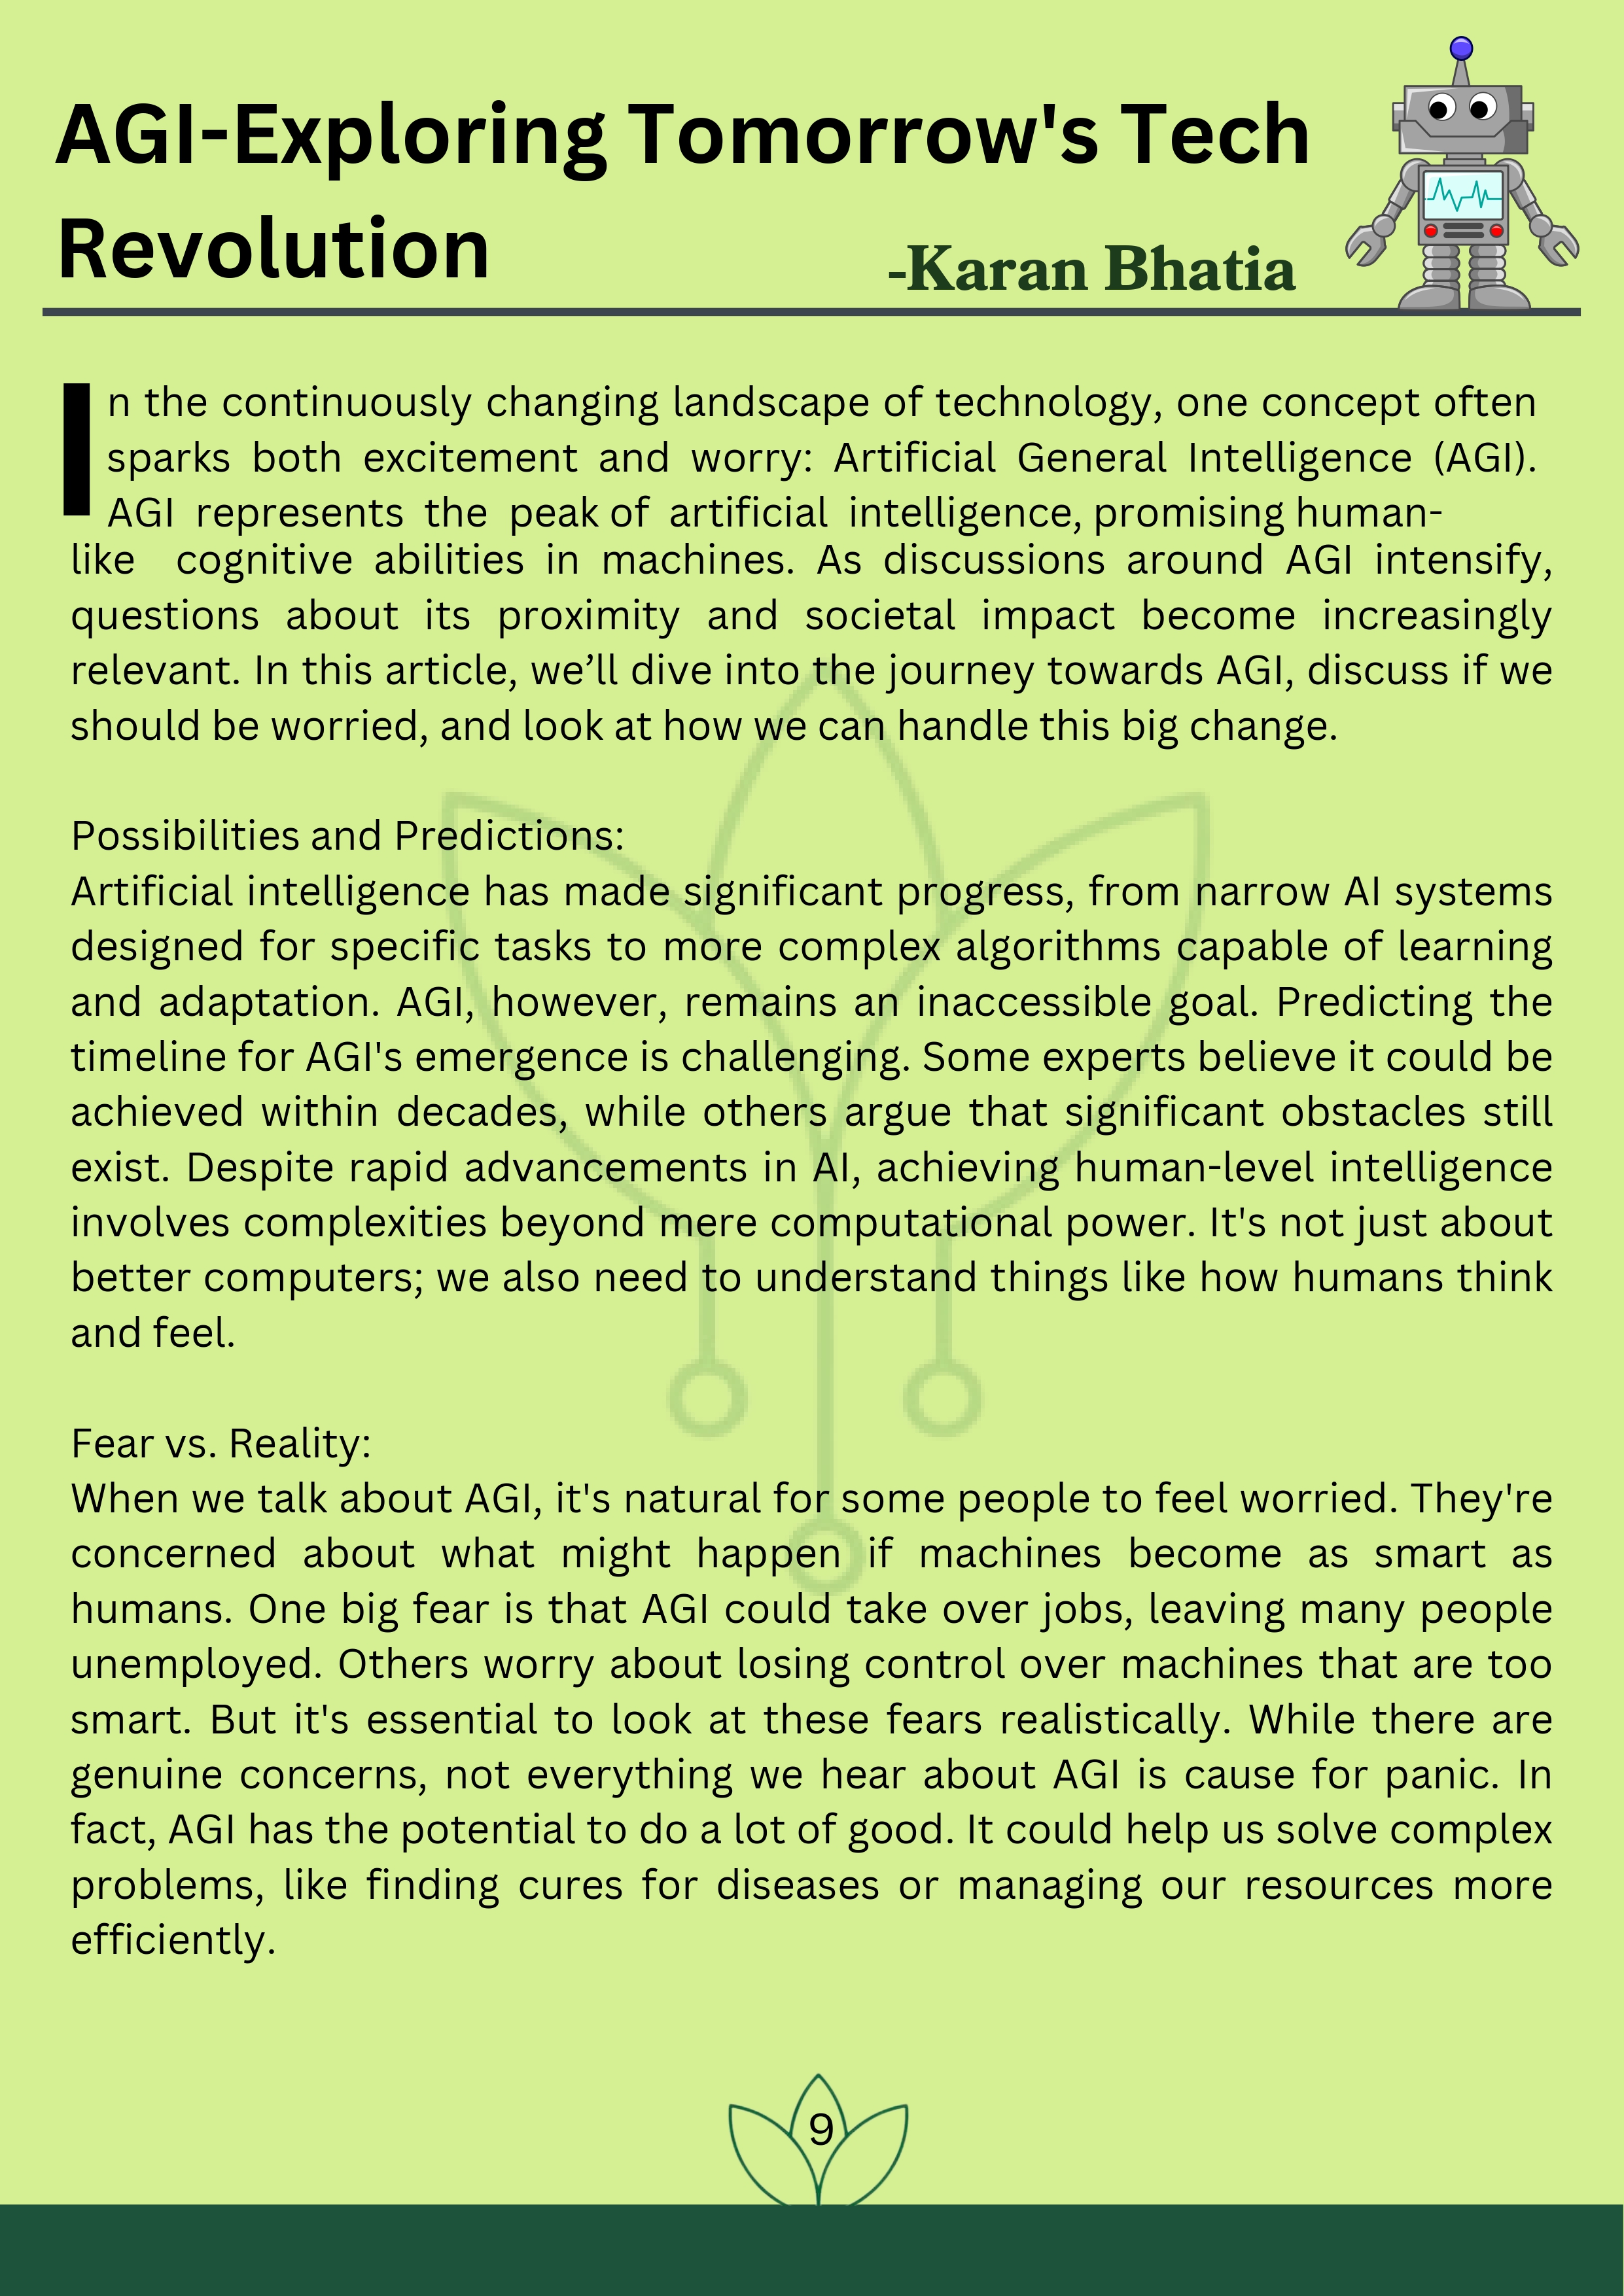 AGI-Exploring Tomorrow's Tech
Revolution
-Karan Bhatia
In the continuously changing landscape of technology, one concept often
sparks both excitement and worry: Artificial General Intelligence (AGI).
AGI represents the peak of artificial intelligence, promising human-
like cognitive abilities in machines. As discussions around AGI intensify,
questions about its proximity and societal impact become increasingly
relevant. In this article, we’ll dive into the journey towards AGI, discuss if we
should be worried, and look at how we can handle this big change.
Possibilities and Predictions:
Artificial intelligence has made significant progress, from narrow AI systems
designed for specific tasks to more complex algorithms capable of learning
and adaptation. AGI, however, remains an inaccessible goal. Predicting the
timeline for AGI's emergence is challenging. Some experts believe it could be
achieved within decades, while others argue that significant obstacles still
exist. Despite rapid advancements in AI, achieving human-level intelligence
involves complexities beyond mere computational power. It's not just about
better computers; we also need to understand things like how humans think
and feel.
Fear vs. Reality:
When we talk about AGI, it's natural for some people to feel worried. They're
concerned about what might happen if machines become as smart as
humans. One big fear is that AGI could take over jobs, leaving many people
unemployed. Others worry about losing control over machines that are too
smart. But it's essential to look at these fears realistically. While there are
genuine concerns, not everything we hear about AGI is cause for panic. In
fact, AGI has the potential to do a lot of good. It could help us solve complex
problems, like finding cures for diseases or managing our resources more
efficiently.
9